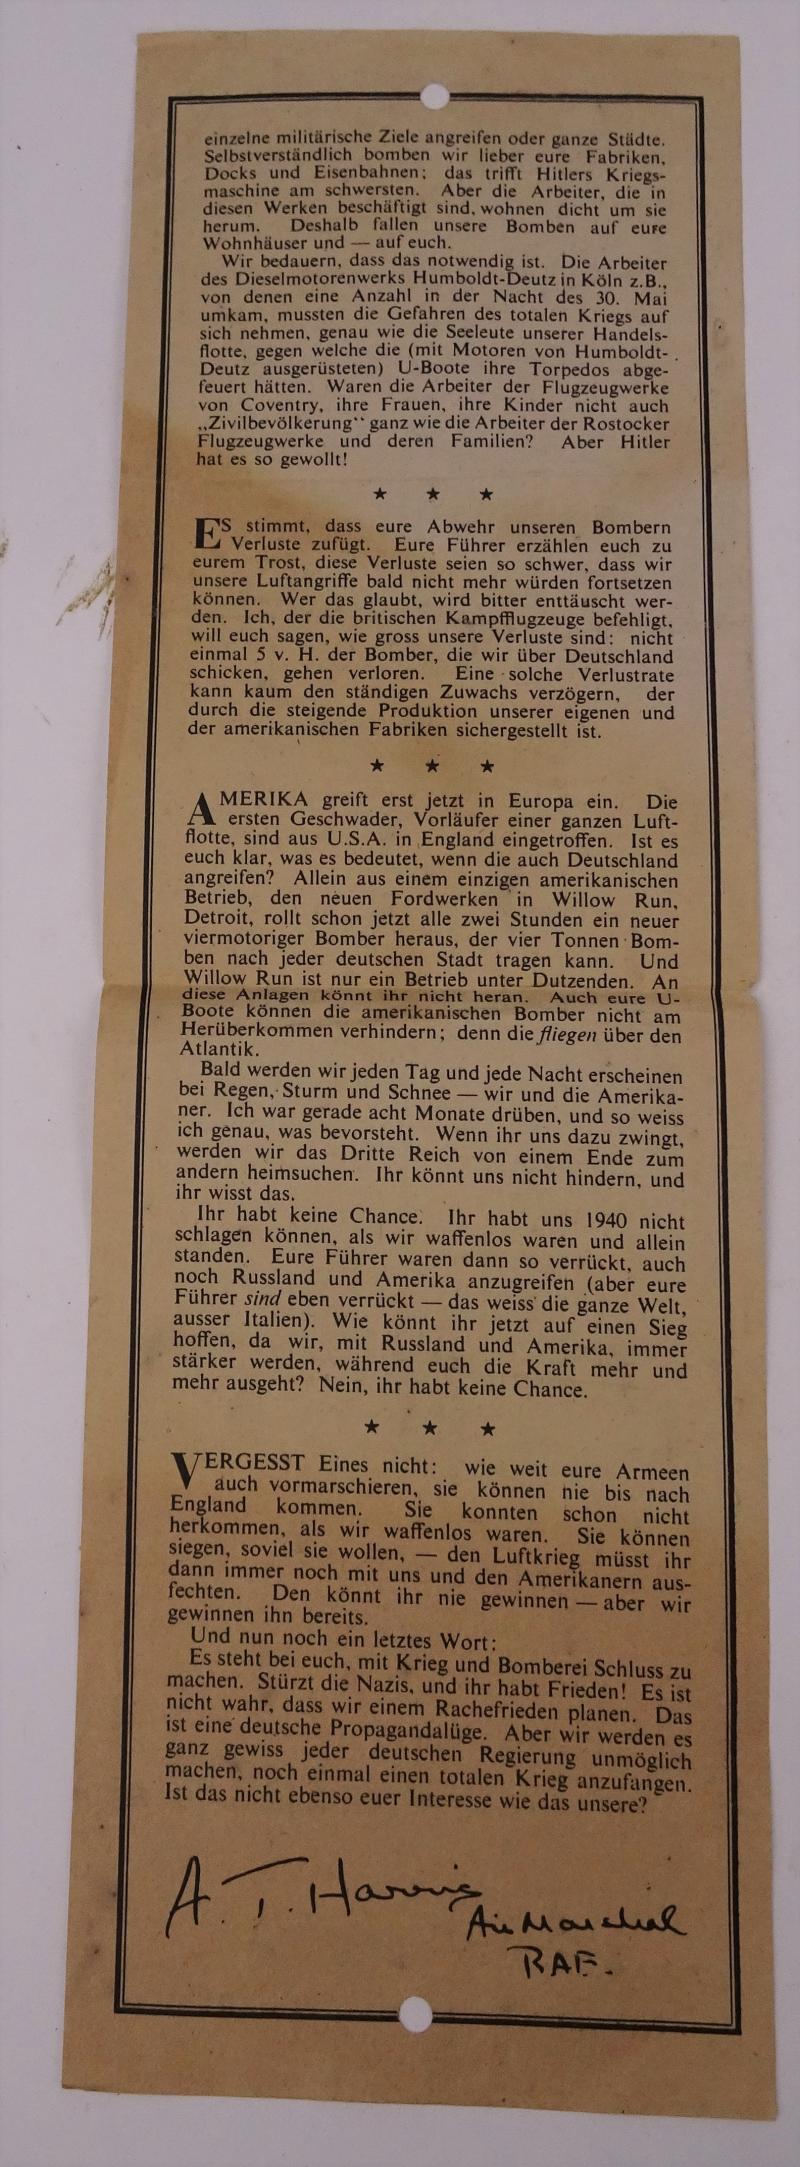 einzelne militärische Ziele angreifen oder ganze Städte.
Selbstverständlich bomben wir lieber eure Fabriken,
Docks und Eisenbahnen; das trifft Hitlers Kriegs-
maschine am schwersten. Aber die Arbeiter, die in
diesen Werken beschäftigt sind, wohnen dicht um sie
herum. Deshalb fallen unsere Bomben auf eure
Wohnhäuser und — auf euch.
Wir bedauern, dass das notwendig ist. Die Arbeiter
des Dieselmotorenwerks Humboldt-Deutz in Köln z.B.,
von denen eine Anzahl in der Nacht des 30. Mai
umkam, mussten die Gefahren des totalen Kriegs auf
sich nehmen, genau wie die Seeleute unserer Handels-
flotte, gegen welche die (mit Motoren von Humboldt-
Deutz ausgerüsteten) U-Boote ihre Torpedos abge-
feuert hätten. Waren die Arbeiter der Flugzeugwerke
von Coventry, ihre Frauen, ihre Kinder nicht auch
„Zivilbevölkerung“ ganz wie die Arbeiter der Rostocker
Flugzeugwerke und deren Familien? Aber Hitler
hat es so gewollt!
★ ★ ★
ES stimmt, dass eure Abwehr unseren Bombern
Verluste zufügt. Eure Führer erzählen euch zu
eurem Trost, diese Verluste seien so schwer, dass wir
unsere Luftangriffe bald nicht mehr würden fortsetzen
können. Wer das glaubt, wird bitter enttäuscht wer-
den. Ich, der die britischen Kampfflugzeuge befehligt,
will euch sagen, wie gross unsere Verluste sind: nicht
einmal 5 v. H. der Bomber, die wir über Deutschland
schicken, gehen verloren. Eine solche Verlustrate
kann kaum den ständigen Zuwachs verzögern, der
durch die steigende Produktion unserer eigenen und
der amerikanischen Fabriken sichergestellt ist.
★ ★ ★
AMERIKA greift erst jetzt in Europa ein. Die
ersten Geschwader, Vorläufer einer ganzen Luft-
flotte, sind aus U.S.A. in England eingetroffen. Ist es
euch klar, was es bedeutet, wenn die auch Deutschland
angreifen? Allein aus einem einzigen amerikanischen
Betrieb, den neuen Fordwerken in Willow Run,
Detroit, rollt schon jetzt alle zwei Stunden ein neuer
viermotoriger Bomber heraus, der vier Tonnen Bom-
ben nach jeder deutschen Stadt tragen kann. Und
Willow Run ist nur ein Betrieb unter Dutzenden. An
diese Anlagen könnt ihr nicht heran. Auch eure U-
Boote können die amerikanischen Bomber nicht am
Herüberkommen verhindern; denn die fliegen über den
Atlantik.
Bald werden wir jeden Tag und jede Nacht erscheinen
bei Regen, Sturm und Schnee — wir und die Amerika-
ner. Ich war gerade acht Monate drüben, und so weiss
ich genau, was bevorsteht. Wenn ihr uns dazu zwingt,
werden wir das Dritte Reich von einem Ende zum
andern heimsuchen. Ihr könnt uns nicht hindern, und
ihr wisst das.
Ihr habt keine Chance. Ihr habt uns 1940 nicht
schlagen können, als wir waffenlos waren und allein
standen. Eure Führer waren dann so verrückt, auch
noch Russland und Amerika anzugreifen (aber eure
Führer sind eben verrückt — das weiss die ganze Welt,
ausser Italien). Wie könnt ihr jetzt auf einen Sieg
hoffen, da wir, mit Russland und Amerika, immer
stärker werden, während euch die Kraft mehr und
mehr ausgeht? Nein, ihr habt keine Chance.
★ ★ ★
VERGESST Eines nicht: wie weit eure Armeen
auch vormarschieren, sie können nie bis nach
England kommen. Sie konnten schon nicht
herkommen, als wir waffenlos waren. Sie können
siegen, soviel sie wollen, — den Luftkrieg müsst ihr
dann immer noch mit uns und den Amerikanern aus-
fechten. Den könnt ihr nie gewinnen — aber wir
gewinnen ihn bereits.
Und nun noch ein letztes Wort:
Es steht bei euch, mit Krieg und Bomberei Schluss zu
machen. Stürzt die Nazis, und ihr habt Frieden! Es ist
nicht wahr, dass wir einem Rachefrieden planen. Das
ist eine deutsche Propagandalüge. Aber wir werden es
ganz gewiss jeder deutschen Regierung unmöglich
machen, noch einmal einen totalen Krieg anzufangen.
Ist das nicht ebenso euer Interesse wie das unsere?
A. T. Harris
Air Marshal
RAF.